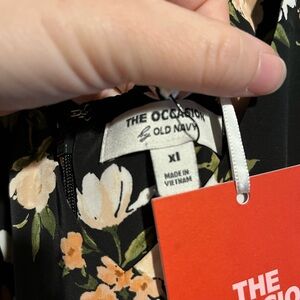 THE OCCASION
by OLD NAVY
xl
MADE IN
VIETNAM
THE